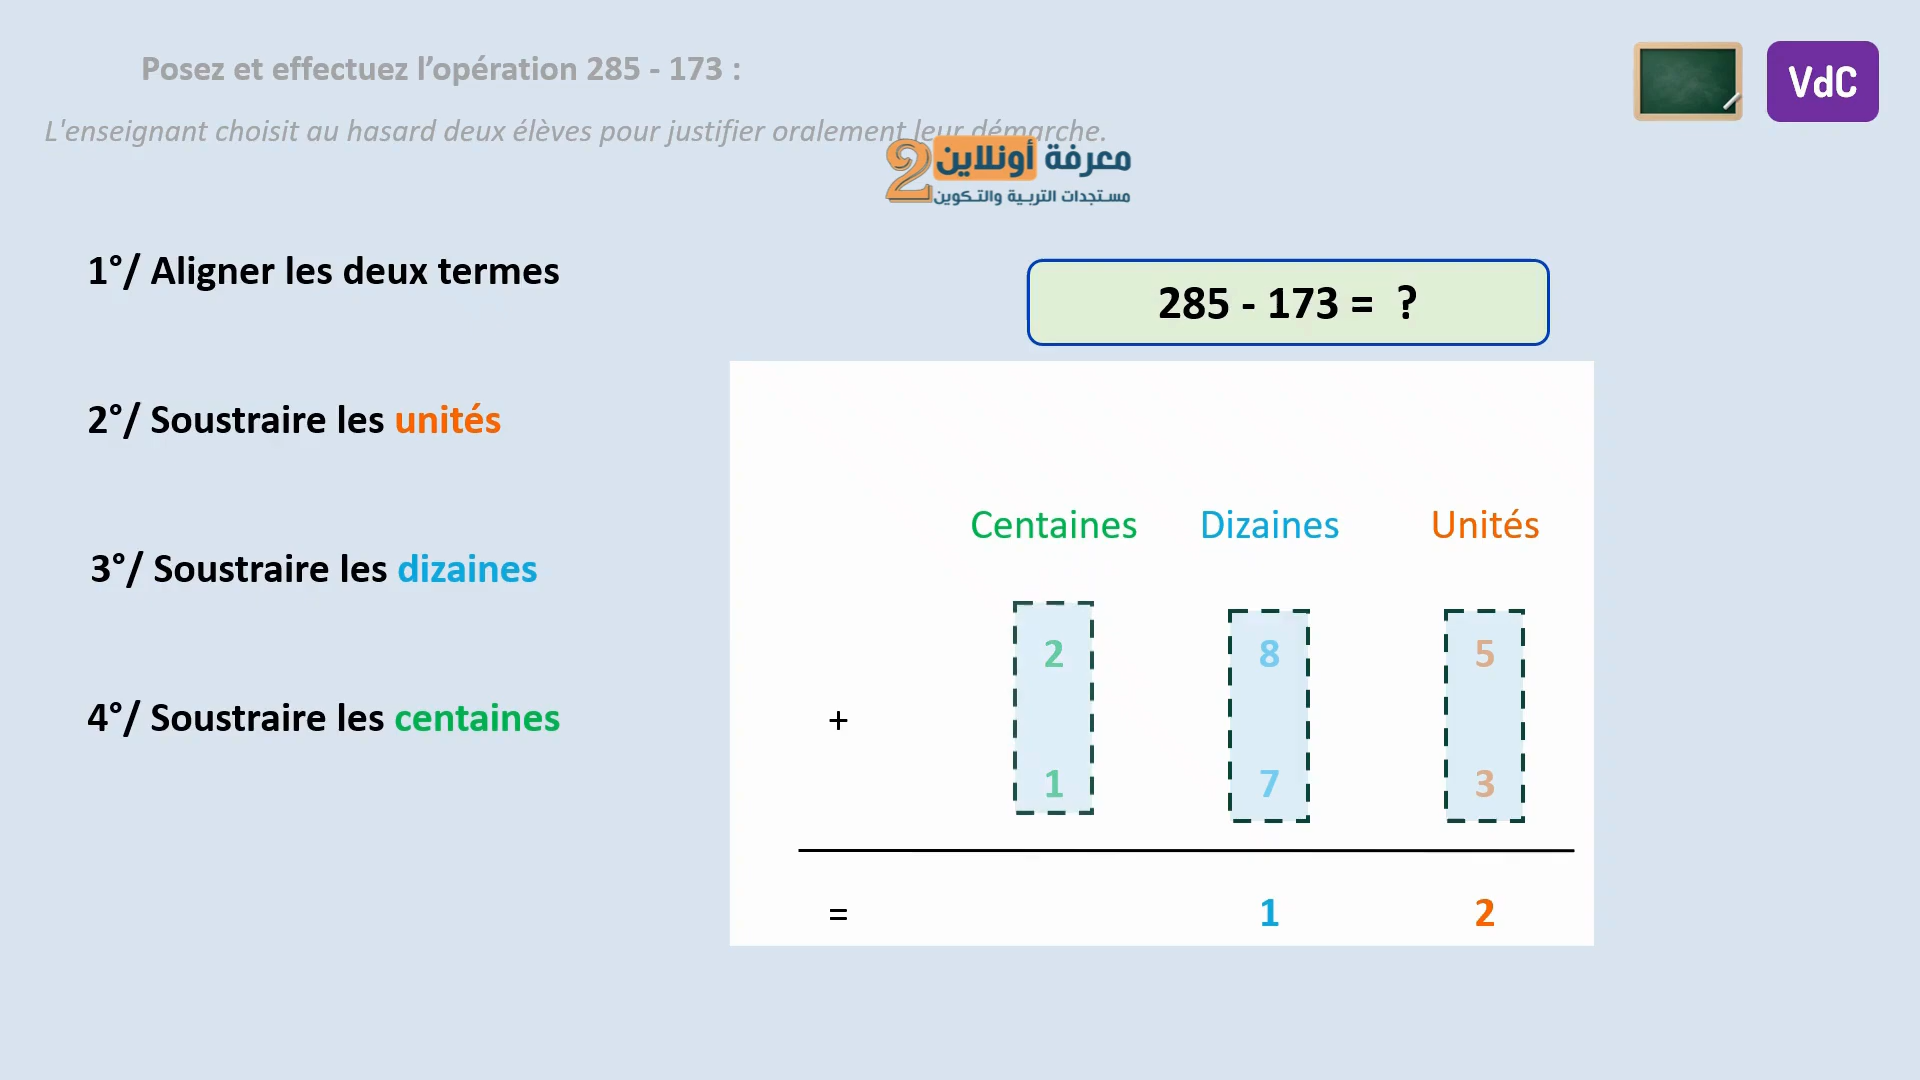 Posez et effectuez l’opération 285 - 173 :
L'enseignant choisit au hasard deux élèves pour justifier oralement leur démarche.
VdC
2 معرفة أونلاين
مستجدات التربية والتكوين
1°/ Aligner les deux termes
285 - 173 = ?
2°/ Soustraire les unités
3°/ Soustraire les dizaines
4°/ Soustraire les centaines
Centaines Dizaines Unités
2 8 5
+
1 7 3
= 1 2